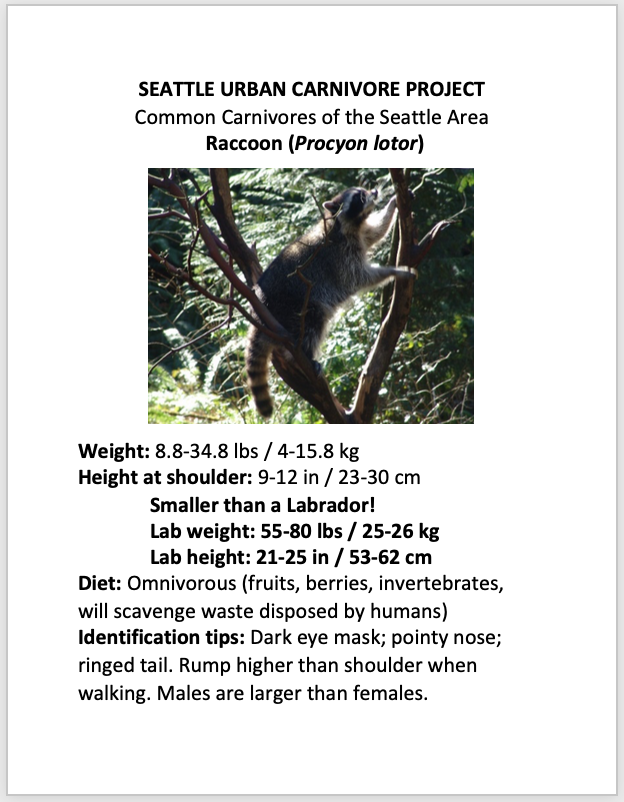 SEATTLE URBAN CARNIVORE PROJECT
Common Carnivores of the Seattle Area
Raccoon (Procyon lotor)
Weight: 8.8-34.8 lbs / 4-15.8 kg
Height at shoulder: 9-12 in / 23-30 cm
Smaller than a Labrador!
Lab weight: 55-80 lbs / 25-26 kg
Lab height: 21-25 in / 53-62 cm
Diet: Omnivorous (fruits, berries, invertebrates,
will scavenge waste disposed by humans)
Identification tips: Dark eye mask; pointy nose;
ringed tail. Rump higher than shoulder when
walking. Males are larger than females.